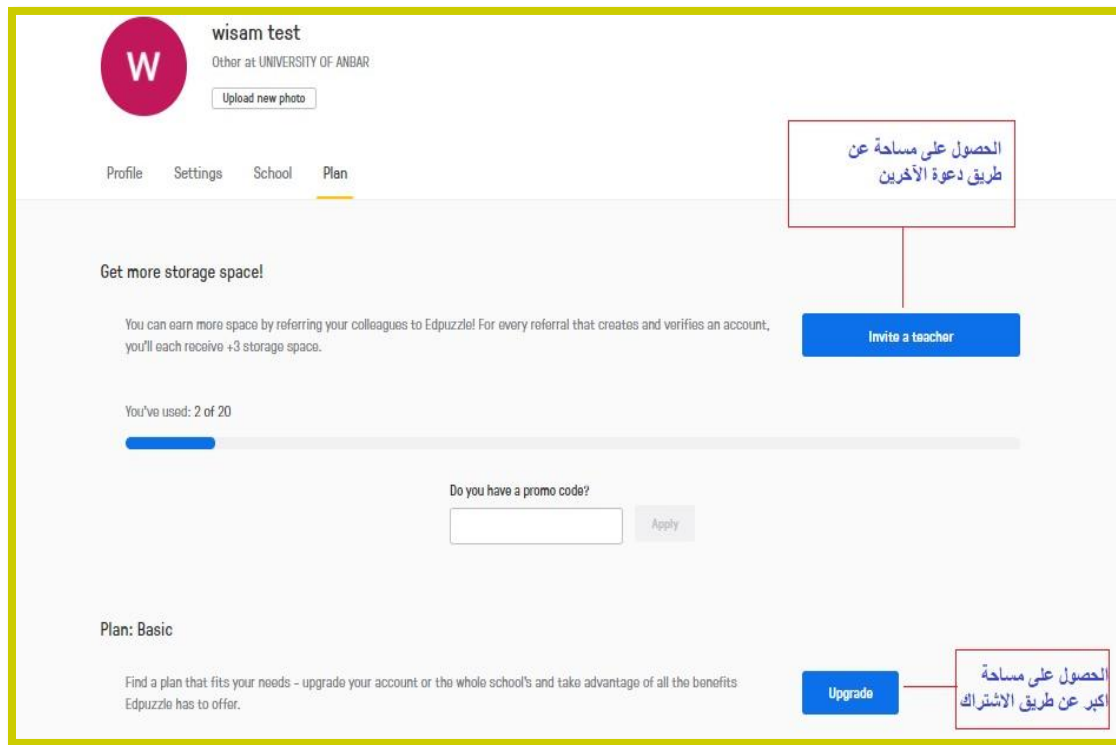 W
wisam test
Other at UNIVERSITY OF ANBAR
Upload new photo
Profile Settings School Plan
الحصول على مساحة عن
طريق دعوة الآخرين
Get more storage space!
You can earn more space by referring your colleagues to Edpuzzle! For every referral that creates and verifies an account,
you'll each receive +3 storage space.
Invite a teacher
You've used: 2 of 20
Do you have a promo code?
Apply
Plan: Basic
Find a plan that fits your needs - upgrade your account or the whole school's and take advantage of all the benefits
Edpuzzle has to offer.
Upgrade
الحصول على مساحة
اكبر عن طريق الاشتراك